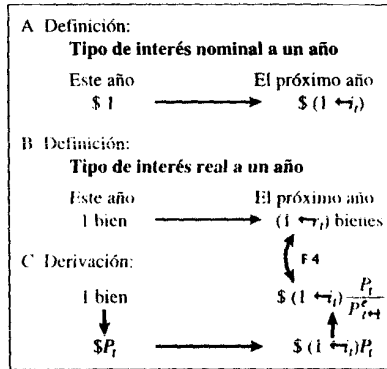 A Definición:
Tipo de interés nominal a un año
Este año El próximo año
$ 1 $ (1 + i_t)
B Definición:
Tipo de interés real a un año
Este año El próximo año
1 bien (1 + r_t) bienes
C Derivación: F 4
1 bien $ (1 + i_t) P_t / P^e_{t+1}
$P_t $ (1 + i_t)P_t